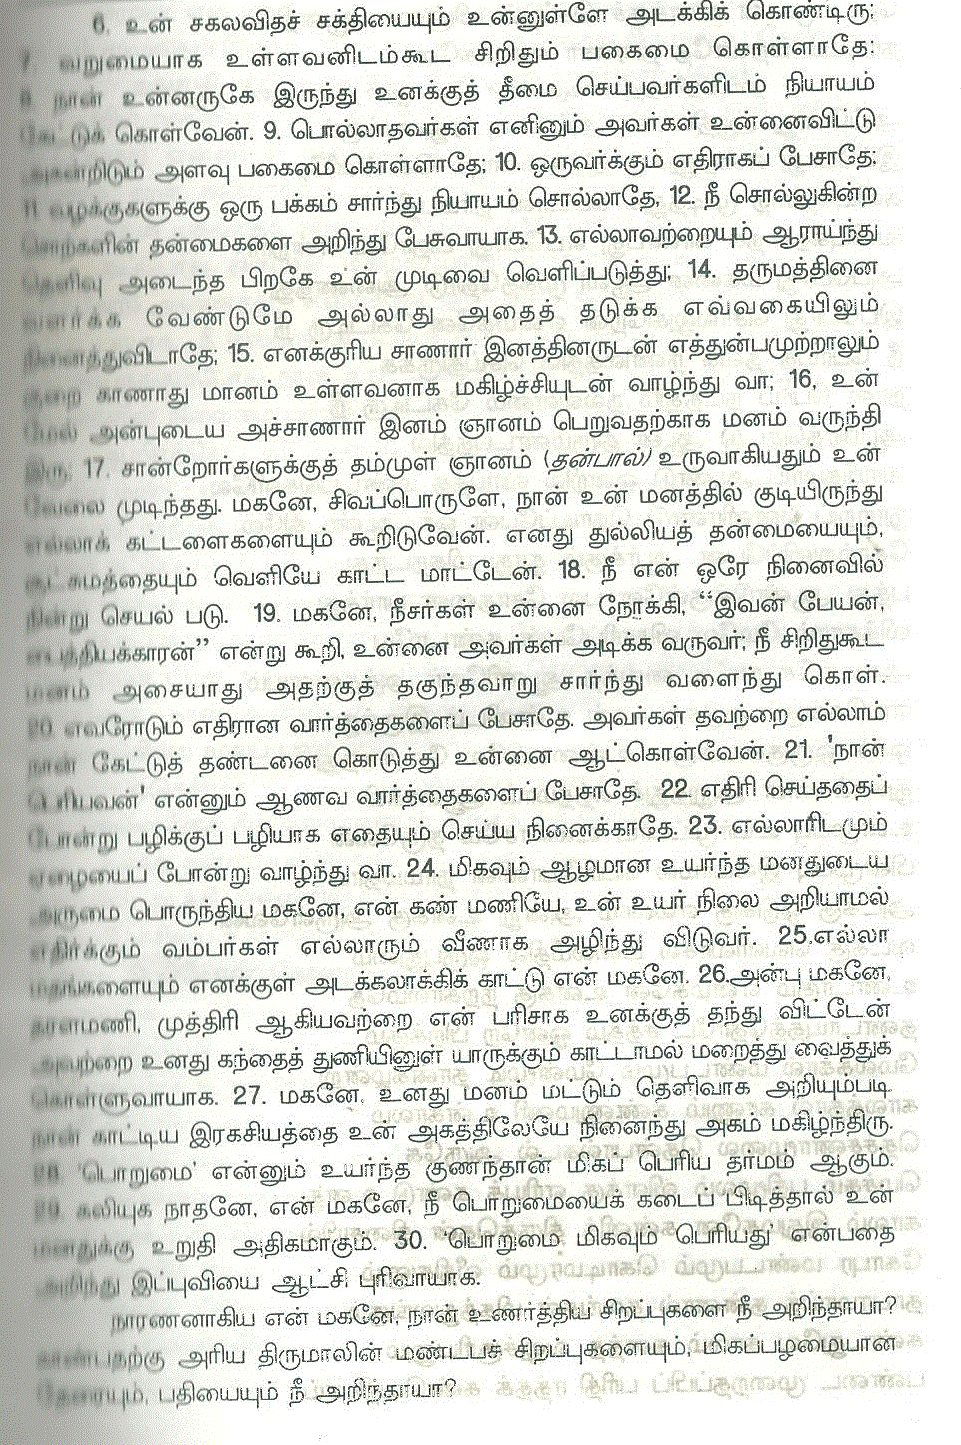 6. உன் சகலவிதச் சக்தியையும் உன்னுள்ளே அடக்கிக் கொண்டிரு;
7. வறுமையாக உள்ளவனிடம்கூட சிறிதும் பகைமை கொள்ளாதே;
8. நான் உன்னருகே இருந்து உனக்குத் தீமை செய்பவர்களிடம் நியாயம்
கேட்டுக் கொள்வேன். 9. பொல்லாதவர்கள் எனினும் அவர்கள் உன்னைவிட்டு
அகன்றிடும் அளவு பகைமை கொள்ளாதே; 10. ஒருவர்க்கும் எதிராகப் பேசாதே;
11 வழக்குகளுக்கு ஒரு பக்கம் சார்ந்து நியாயம் சொல்லாதே, 12. நீ சொல்லுகின்ற
சொற்களின் தன்மைகளை அறிந்து பேசுவாயாக. 13. எல்லாவற்றையும் ஆராய்ந்து
தெளிவு அடைந்த பிறகே உன் முடிவை வெளிப்படுத்து; 14. தருமத்தினை
வளர்க்க வேண்டுமே அல்லாது அதைத் தடுக்க எவ்வகையிலும்
நினைத்துவிடாதே; 15. எனக்குரிய சாணார் இனத்தினருடன் எத்துன்பமுற்றாலும்
குறை காணாது மானம் உள்ளவனாக மகிழ்ச்சியுடன் வாழ்ந்து வா; 16, உன்
மேல் அன்புடைய அச்சாணார் இனம் ஞானம் பெறுவதற்காக மனம் வருந்தி
இரு; 17. சான்றோர்களுக்குத் தம்முள் ஞானம் (தன்பால்) உருவாகியதும் உன்
வேலை முடிந்தது. மகனே, சிவப்பொருளே, நான் உன் மனத்தில் குடியிருந்து
எல்லாக் கட்டளைகளையும் கூறிடுவேன். எனது துல்லியத் தன்மையையும்,
சூட்சுமத்தையும் வெளியே காட்ட மாட்டேன். 18. நீ என் ஒரே நினைவில்
நின்று செயல் படு. 19. மகனே, நீசர்கள் உன்னை நோக்கி, “இவன் பேயன்,
பைத்தியக்காரன்” என்று கூறி, உன்னை அவர்கள் அடிக்க வருவர்; நீ சிறிதுகூட
மனம் அசையாது அதற்குத் தகுந்தவாறு சார்ந்து வளைந்து கொள்.
20 எவரோடும் எதிரான வார்த்தைகளைப் பேசாதே. அவர்கள் தவற்றை எல்லாம்
நான் கேட்டுத் தண்டனை கொடுத்து உன்னை ஆட்கொள்வேன். 21. 'நான்
பெரியவன்' என்னும் ஆணவ வார்த்தைகளைப் பேசாதே. 22. எதிரி செய்ததைப்
போன்று பழிக்குப் பழியாக எதையும் செய்ய நினைக்காதே. 23. எல்லாரிடமும்
ஏழையைப் போன்று வாழ்ந்து வா. 24. மிகவும் ஆழமான உயர்ந்த மனதுடைய
அருமை பொருந்திய மகனே, என் கண் மணியே, உன் உயர் நிலை அறியாமல்
எதிர்க்கும் வம்பர்கள் எல்லாரும் வீணாக அழிந்து விடுவர். 25.எல்லா
மதங்களையும் எனக்குள் அடக்கலாக்கிக் காட்டு என் மகனே. 26.அன்பு மகனே,
தரளமணி, முத்திரி ஆகியவற்றை என் பரிசாக உனக்குத் தந்து விட்டேன்
அவற்றை உனது கந்தைத் துணியினுள் யாருக்கும் காட்டாமல் மறைத்து வைத்துக்
கொள்ளுவாயாக. 27. மகனே, உனது மனம் மட்டும் தெளிவாக அறியும்படி
நான் காட்டிய இரகசியத்தை உன் அகத்திலேயே நினைந்து அகம் மகிழ்ந்திரு.
28. 'பொறுமை' என்னும் உயர்ந்த குணந்தான் மிகப் பெரிய தர்மம் ஆகும்.
29. கலியுக நாதனே, என் மகனே, நீ பொறுமையைக் கடைப் பிடித்தால் உன்
மனதுக்கு உறுதி அதிகமாகும். 30. 'பொறுமை மிகவும் பெரியது' என்பதை
அறிந்து இப்புவியை ஆட்சி புரிவாயாக.
நாரணனாகிய என் மகனே, நான் உணர்த்திய சிறப்புகளை நீ அறிந்தாயா?
காண்பதற்கு அரிய திருமாலின் மண்டபச் சிறப்புகளையும், மிகப்பழமையான
தேரையும், பதியையும் நீ அறிந்தாயா?